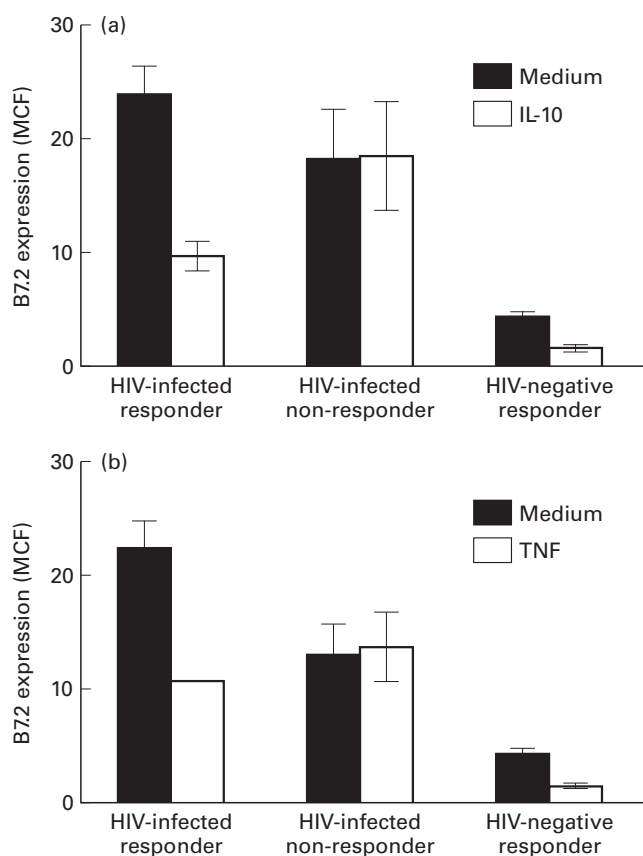 (a)
30
20
10
0
B7.2 expression (MCF)
Medium
IL-10
HIV-infected
responder
HIV-infected
non-responder
HIV-negative
responder
(b)
30
20
10
0
B7.2 expression (MCF)
Medium
TNF
HIV-infected
responder
HIV-infected
non-responder
HIV-negative
responder